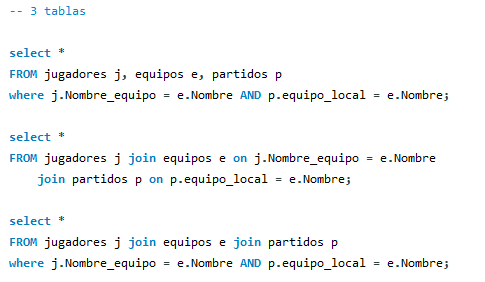 -- 3 tablas
select *
FROM jugadores j, equipos e, partidos p
where j.Nombre_equipo = e.Nombre AND p.equipo_local = e.Nombre;
select *
FROM jugadores j join equipos e on j.Nombre_equipo = e.Nombre
join partidos p on p.equipo_local = e.Nombre;
select *
FROM jugadores j join equipos e join partidos p
where j.Nombre_equipo = e.Nombre AND p.equipo_local = e.Nombre;